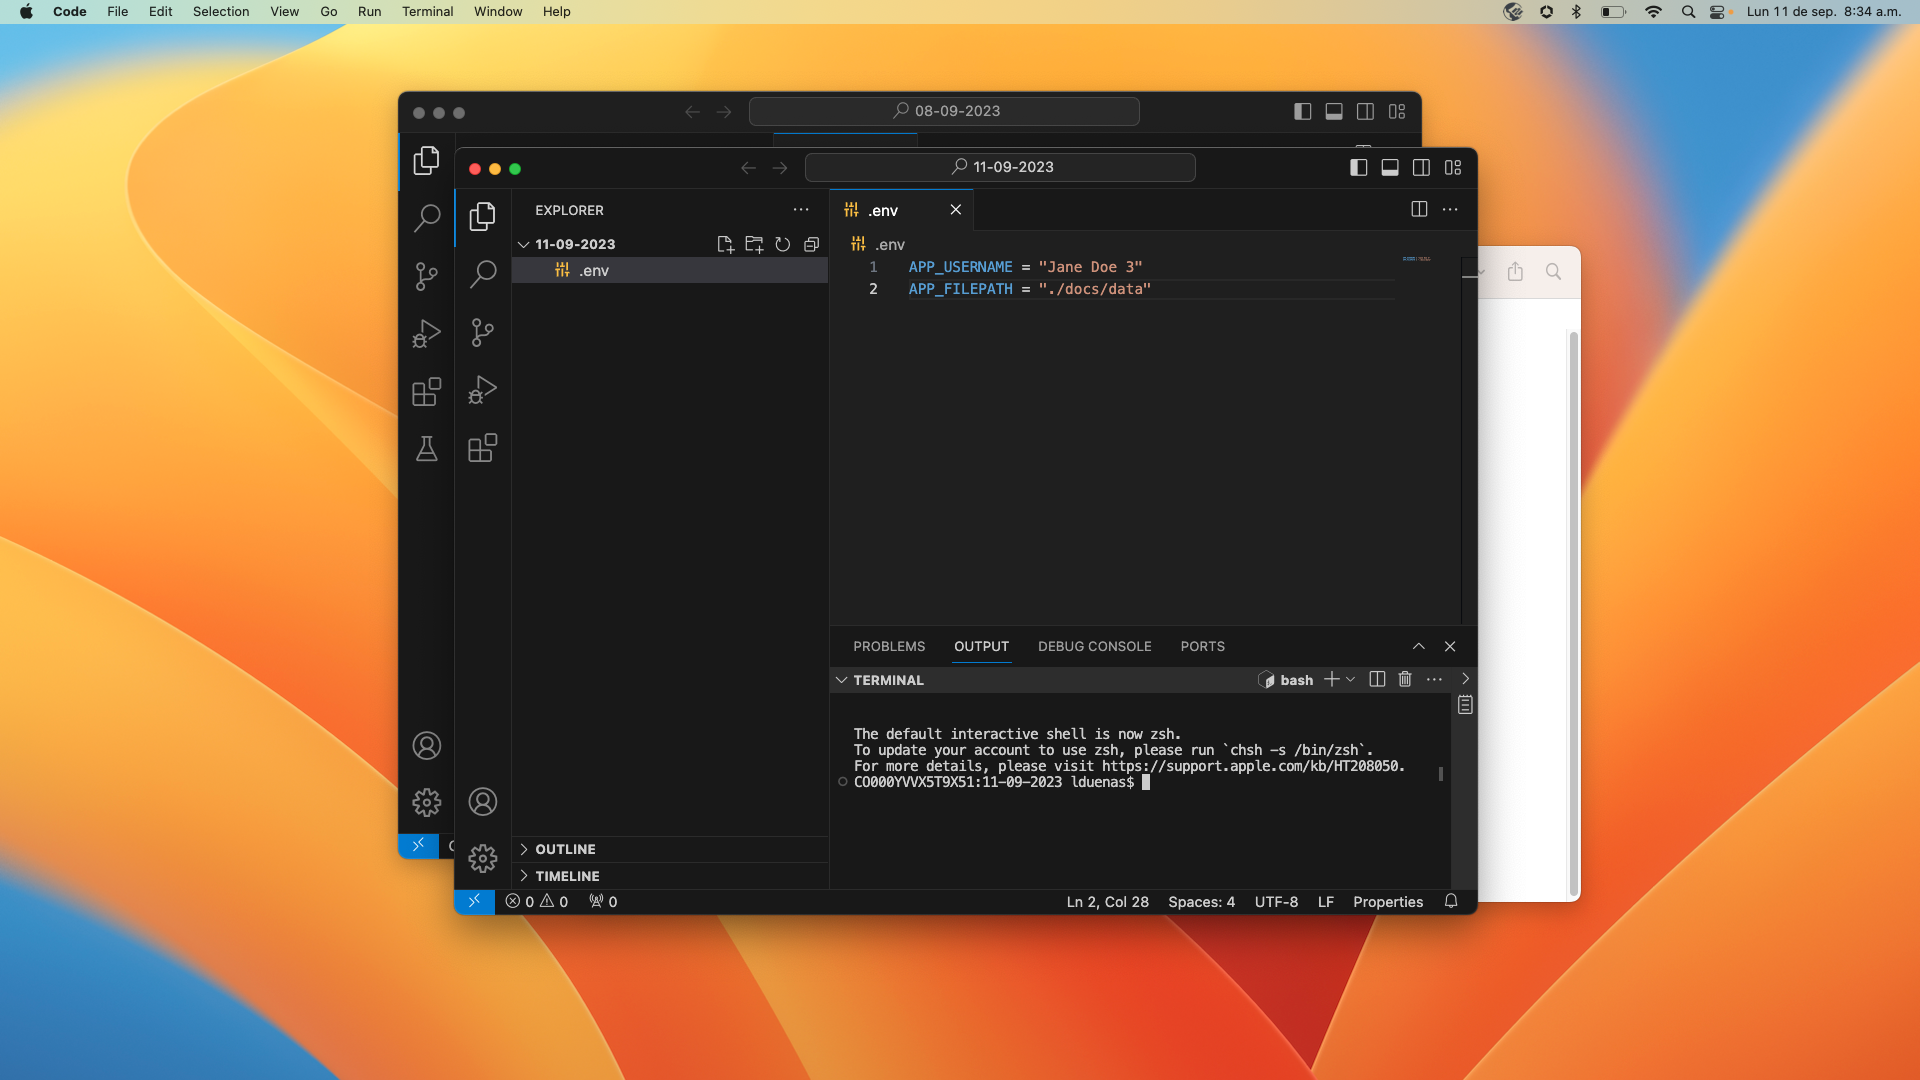 Code File Edit Selection View Go Run Terminal Window Help Lun 11 de sep. 8:34 a.m.
08-09-2023
11-09-2023
EXPLORER
11-09-2023
.env
.env
.env
1 APP_USERNAME = "Jane Doe 3"
2 APP_FILEPATH = "./docs/data"
PROBLEMS OUTPUT DEBUG CONSOLE PORTS
TERMINAL bash
The default interactive shell is now zsh.
To update your account to use zsh, please run `chsh -s /bin/zsh`.
For more details, please visit https://support.apple.com/kb/HT208050.
CO000YVVX5T9X51:11-09-2023 lduenas$
OUTLINE
TIMELINE
0 0 0 Ln 2, Col 28 Spaces: 4 UTF-8 LF Properties